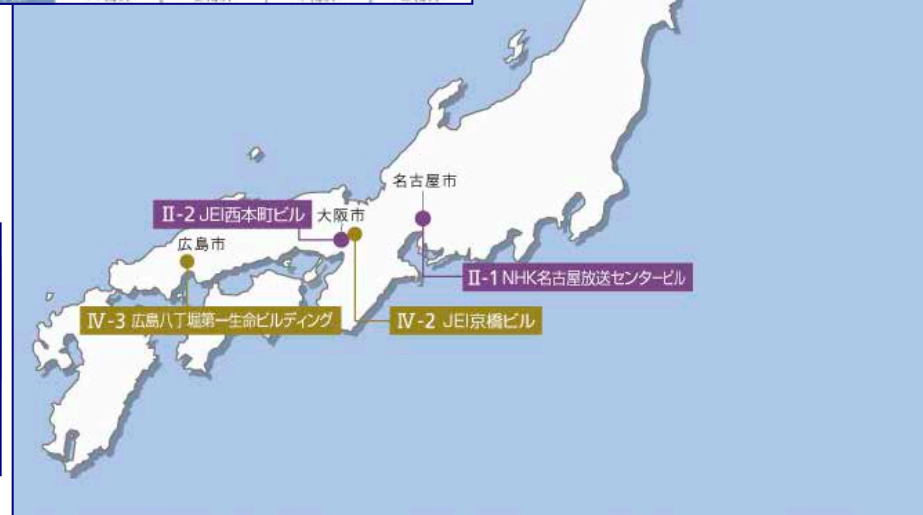 名古屋市
II-2 JEI西本町ビル
大阪市
広島市
II-1 NHK名古屋放送センタービル
IV-3 広島八丁堀第一生命ビルディング
IV-2 JEI京橋ビル